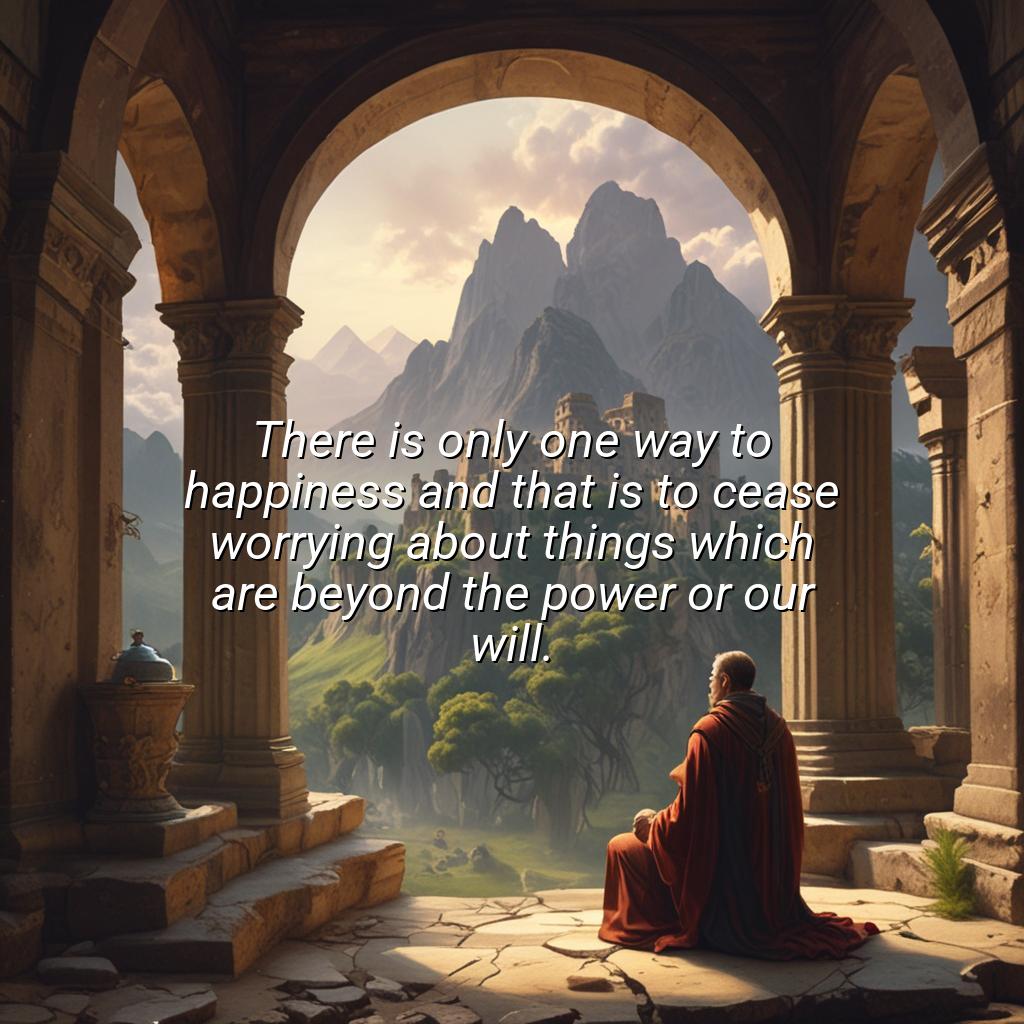 There is only one way to
happiness and that is to cease
worrying about things which
are beyond the power or our
will.